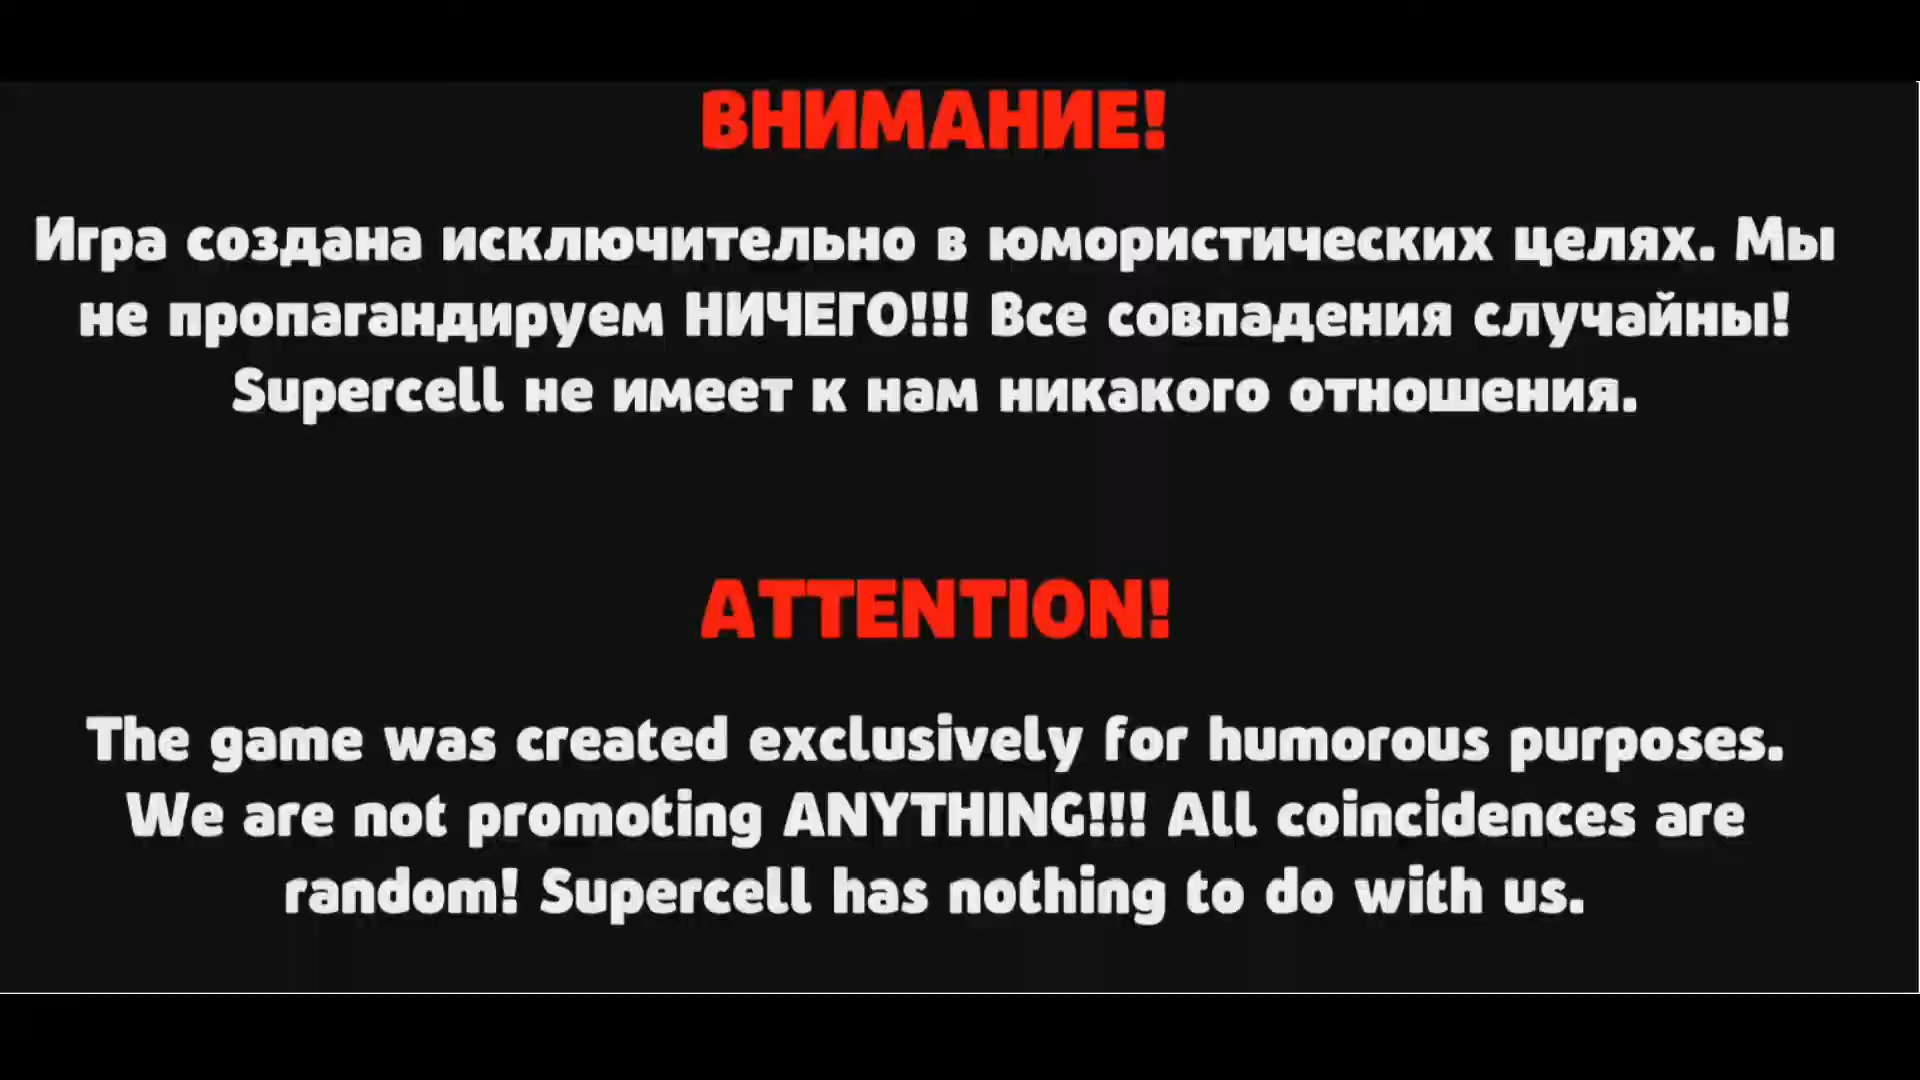 ВНИМАНИЕ!
Игра создана исключительно в юмористических целях. Мы
не пропагандируем НИЧЕГО!!! Все совпадения случайны!
Supercell не имеет к нам никакого отношения.
ATTENTION!
The game was created exclusively for humorous purposes.
We are not promoting ANYTHING!!! All coincidences are
random! Supercell has nothing to do with us.